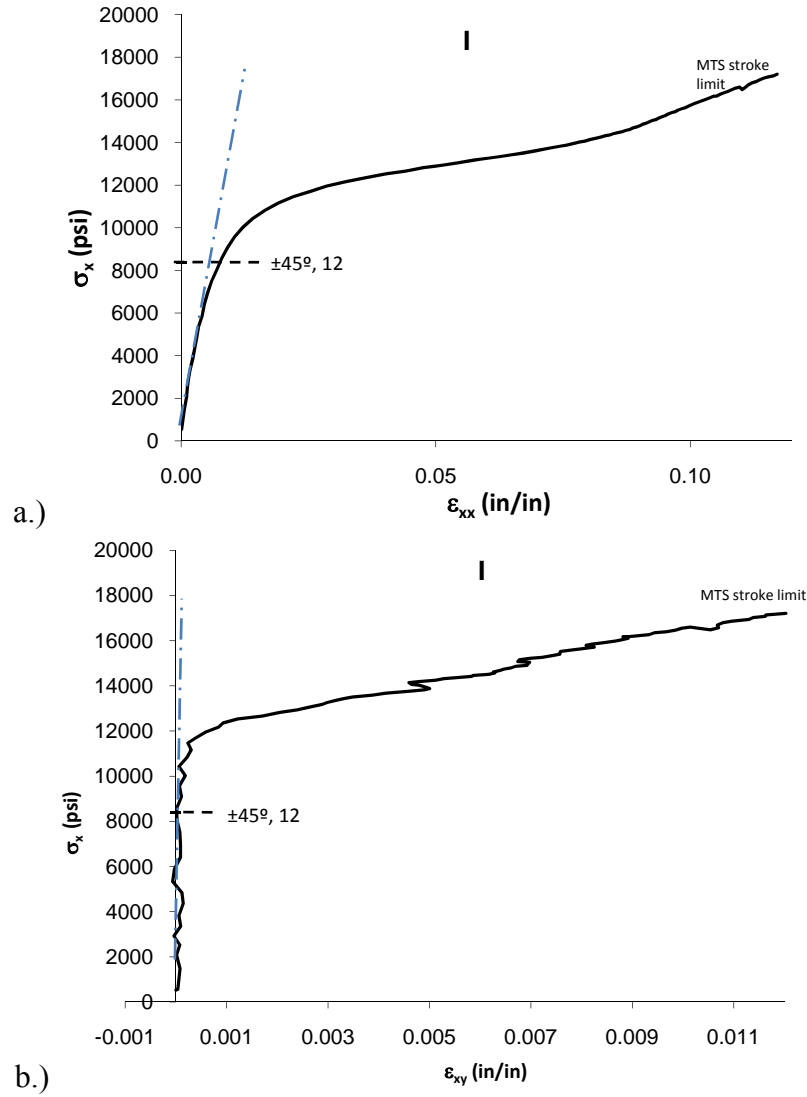 20000
I
18000
MTS stroke
limit
16000
14000
12000
σx (psi)
10000
8000
±45º, 12
6000
4000
2000
0
0.00
0.05
0.10
εxx (in/in)
a.)
20000
I
18000
MTS stroke limit
16000
14000
12000
10000
σx (psi)
8000
±45º, 12
6000
4000
2000
0
-0.001
0.001
0.003
0.005
0.007
0.009
0.011
εxy (in/in)
b.)